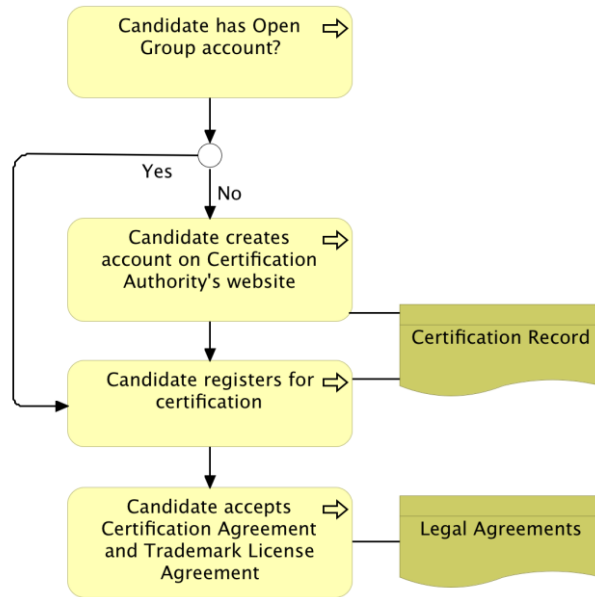 Candidate has Open
Group account?
Yes
No
Candidate creates
account on Certification
Authority's website
Certification Record
Candidate registers for
certification
Candidate accepts
Certification Agreement
and Trademark License
Agreement
Legal Agreements